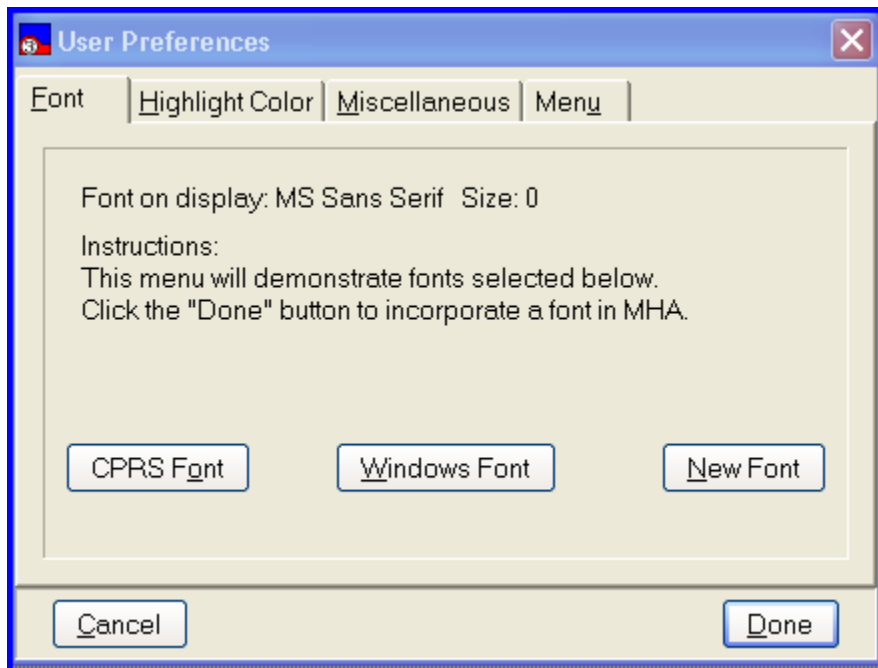 User Preferences
Font
Highlight Color
Miscellaneous
Menu
Font on display: MS Sans Serif Size: 0
Instructions:
This menu will demonstrate fonts selected below.
Click the "Done" button to incorporate a font in MHA.
CPRS Font
Windows Font
New Font
Cancel
Done